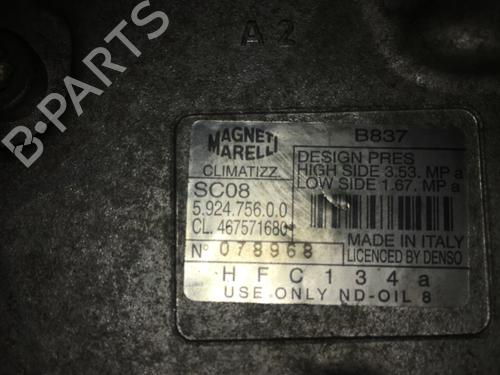 B·PARTS
A 2
MAGNETI MARELLI
B837
CLIMATIZZ.
DESIGN PRES
HIGH SIDE 3.53. MP a
LOW SIDE 1.67. MP a
SC08
5.924.756.0.0
CL. 467571680
MADE IN ITALY
LICENCED BY DENSO
N° 078968
HFC134a
USE ONLY ND-OIL 8